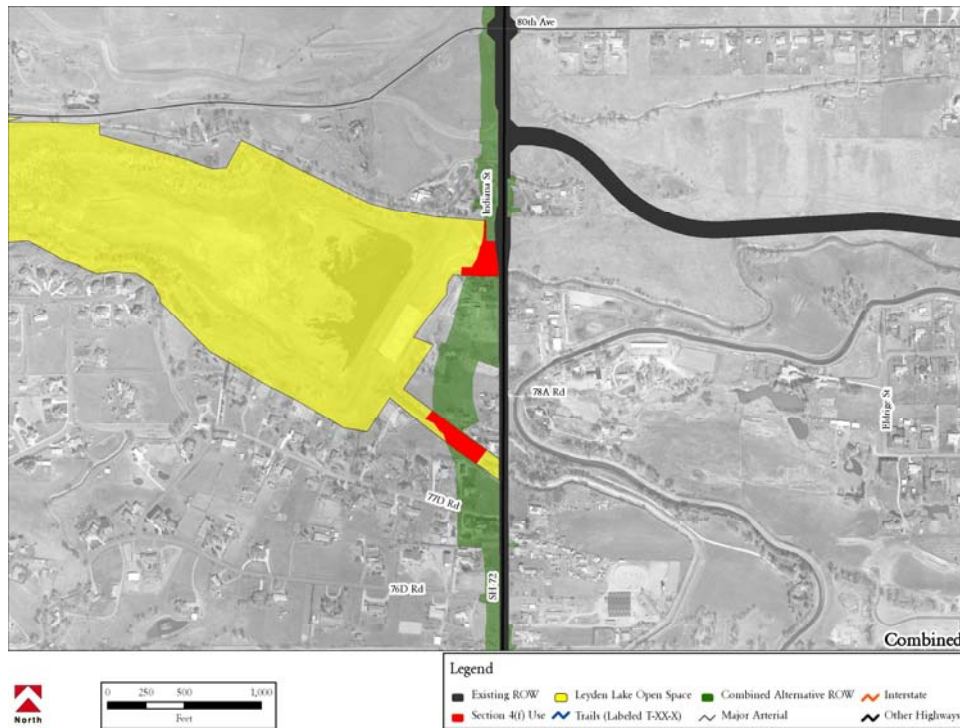 80th Ave
Indiana St
78A Rd
Eldrige St
77D Rd
76D Rd
SH 72
Combined
North
0 250 500 1,000
Feet
Legend
Existing ROW
Leyden Lake Open Space
Combined Alternative ROW
Interstate
Section 4(f) Use
Trails (Labeled T-XX-X)
Major Arterial
Other Highway